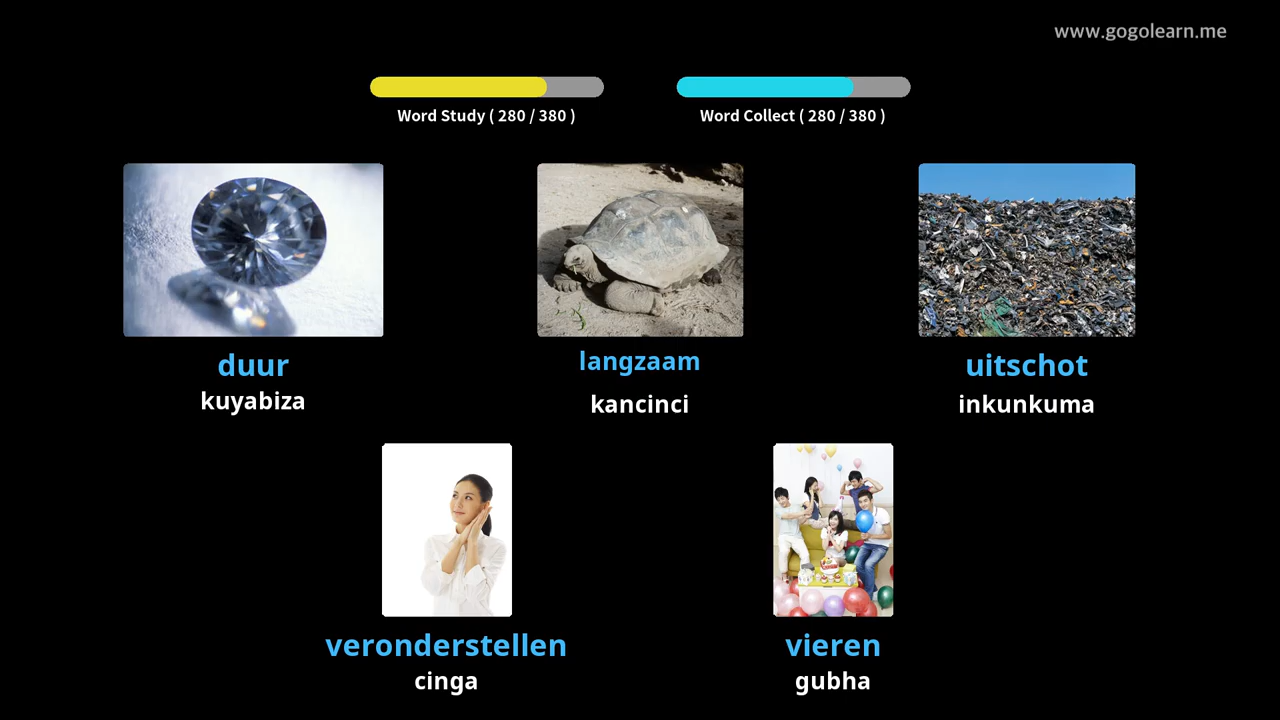 www.gogolearn.me
Word Study ( 280 / 380 )
Word Collect ( 280 / 380 )
duur
kuyabiza
langzaam
kancinci
uitschot
inkunkuma
veronderstellen
cinga
vieren
gubha